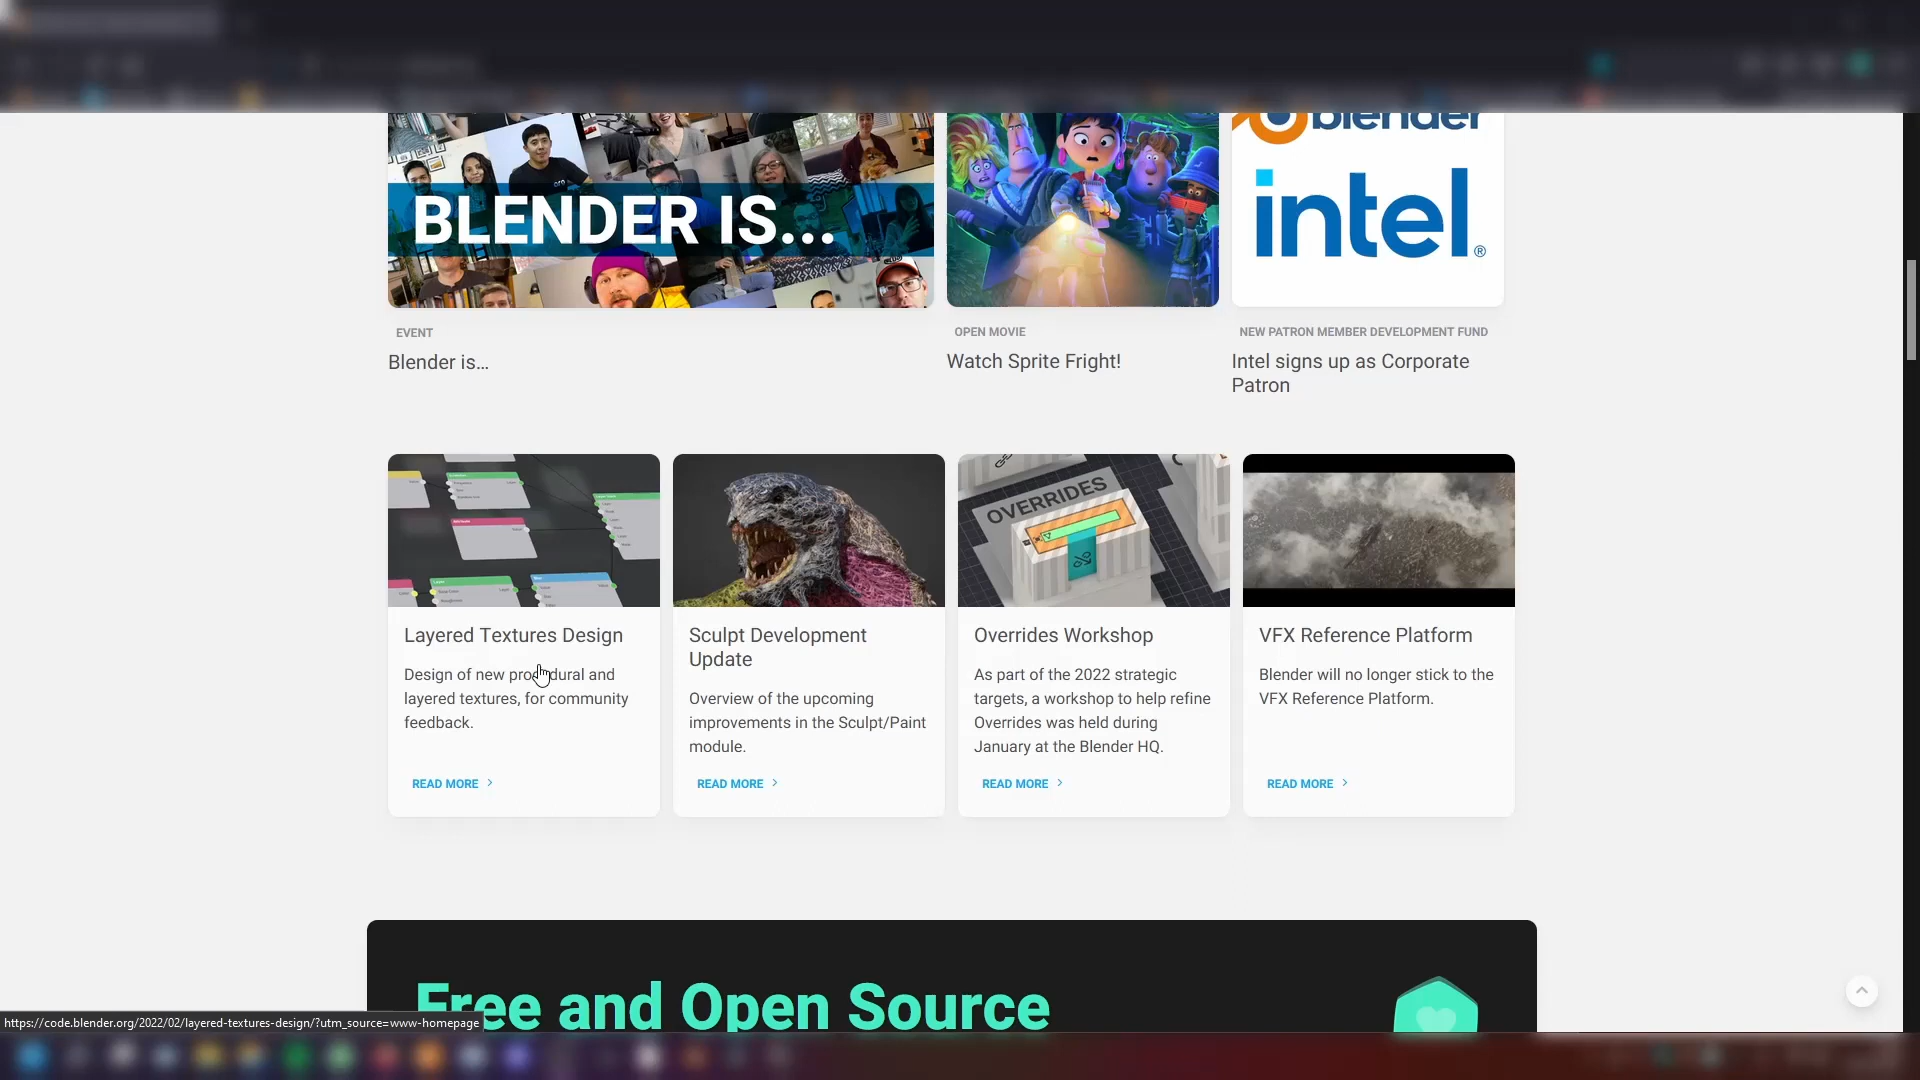 blender
intel®
BLENDER IS...
EVENT
Blender is...
OPEN MOVIE
Watch Sprite Fright!
NEW PATRON MEMBER DEVELOPMENT FUND
Intel signs up as Corporate
Patron
OVERRIDES
Layered Textures Design
Design of new procedural and
layered textures, for community
feedback.
READ MORE
Sculpt Development
Update
Overview of the upcoming
improvements in the Sculpt/Paint
module.
READ MORE
Overrides Workshop
As part of the 2022 strategic
targets, a workshop to help refine
Overrides was held during
January at the Blender HQ.
READ MORE
VFX Reference Platform
Blender will no longer stick to the
VFX Reference Platform.
READ MORE
Free and Open Source
https://code.blender.org/2022/02/layered-textures-design/?utm_source=www-homepage